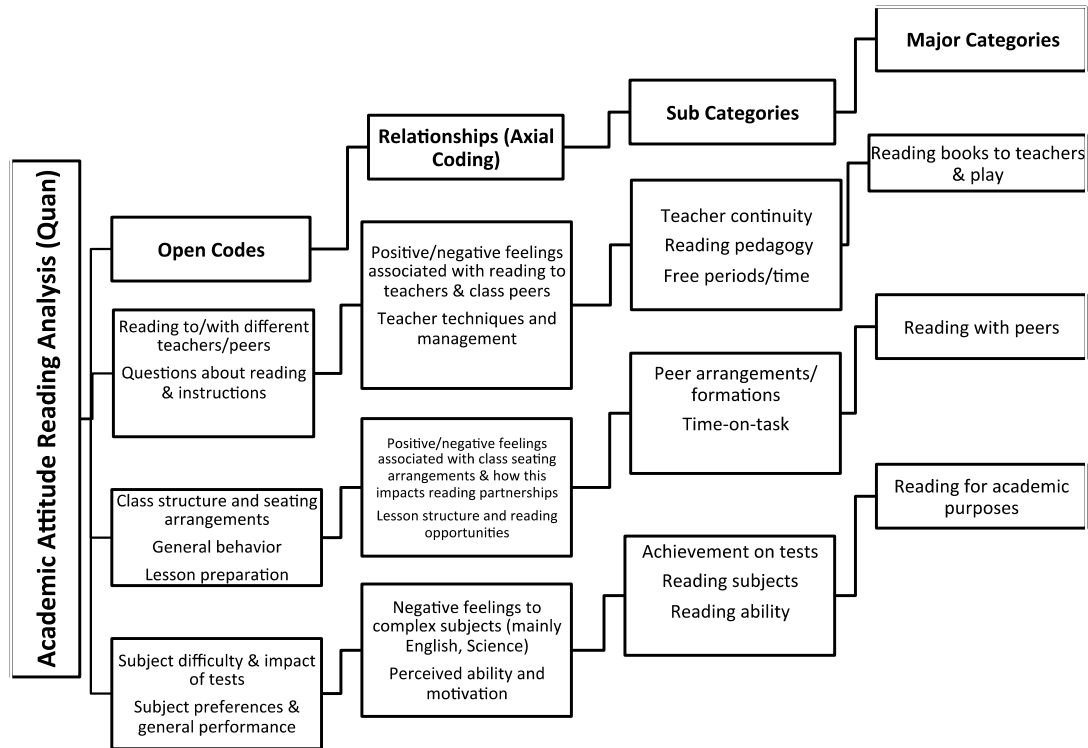 Academic Attitude Reading Analysis (Quan)
Open Codes
Relationships (Axial
Coding)
Sub Categories
Major Categories
Reading to/with different
teachers/peers
Questions about reading
& instructions
Positive/negative feelings
associated with reading to
teachers & class peers
Teacher techniques and
management
Teacher continuity
Reading pedagogy
Free periods/time
Reading books to teachers
& play
Class structure and seating
arrangements
General behavior
Lesson preparation
Positive/negative feelings
associated with class seating
arrangements & how this
impacts reading partnerships
Lesson structure and reading
opportunities
Peer arrangements/
formations
Time-on-task
Reading with peers
Subject difficulty & impact
of tests
Subject preferences &
general performance
Negative feelings to
complex subjects (mainly
English, Science)
Perceived ability and
motivation
Achievement on tests
Reading subjects
Reading ability
Reading for academic
purposes